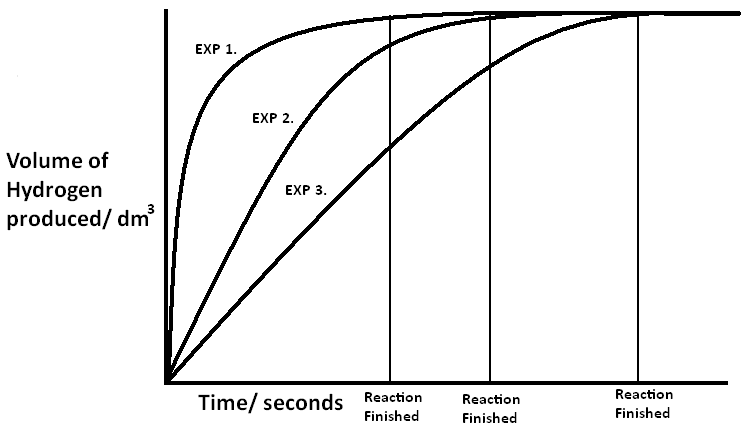 EXP 1.
EXP 2.
EXP 3.
Volume of
Hydrogen
produced/ dm³
Time/ seconds
Reaction
Finished
Reaction
Finished
Reaction
Finished